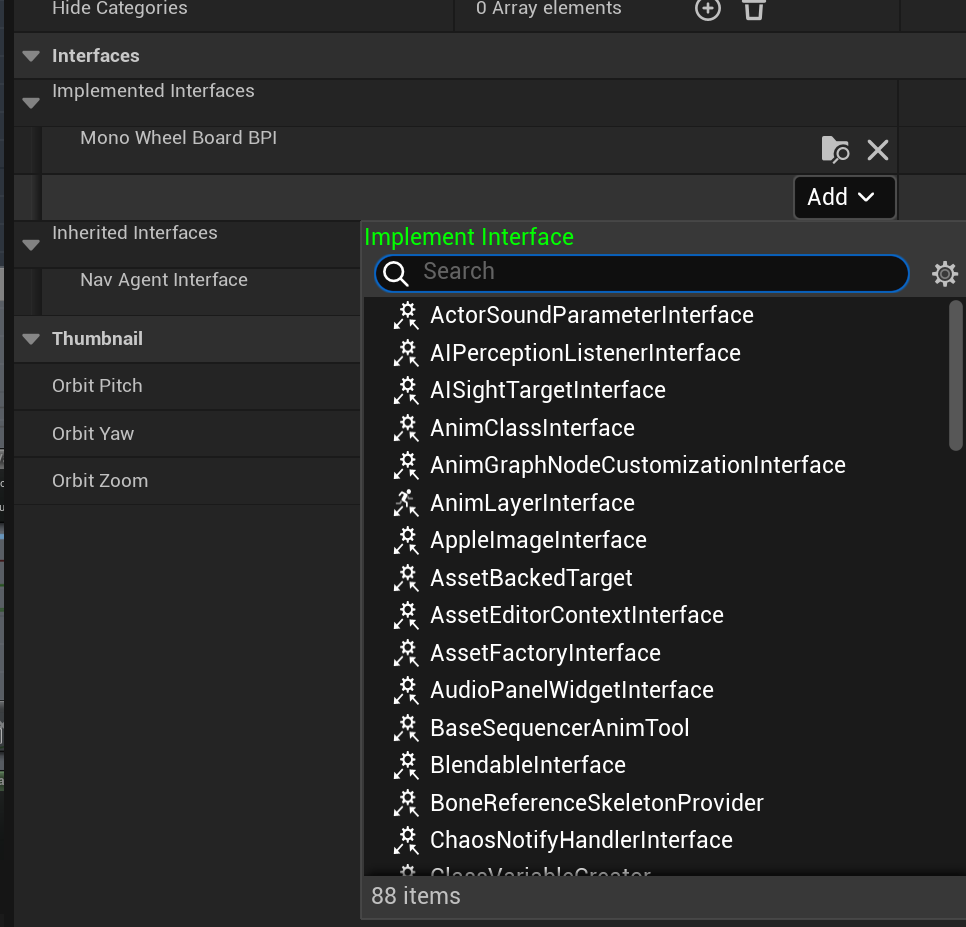 Hide Categories
0 Array elements
Interfaces
Implemented Interfaces
Mono Wheel Board BPI
Add
Inherited Interfaces
Nav Agent Interface
Thumbnail
Orbit Pitch
Orbit Yaw
Orbit Zoom
Implement Interface
Search
ActorSoundParameterInterface
AIPerceptionListenerInterface
AISightTargetInterface
AnimClassInterface
AnimGraphNodeCustomizationInterface
AnimLayerInterface
AppleImageInterface
AssetBackedTarget
AssetEditorContextInterface
AssetFactoryInterface
AudioPanelWidgetInterface
BaseSequencerAnimTool
BlendableInterface
BoneReferenceSkeletonProvider
ChaosNotifyHandlerInterface
ClassVariableCreator
88 items